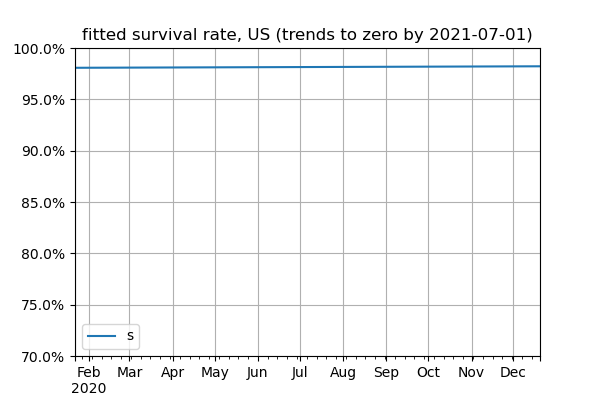 fitted survival rate, US (trends to zero by 2021-07-01)
100.0%
95.0%
90.0%
85.0%
80.0%
75.0%
70.0%
s
Feb Mar Apr May Jun Jul Aug Sep Oct Nov Dec
2020